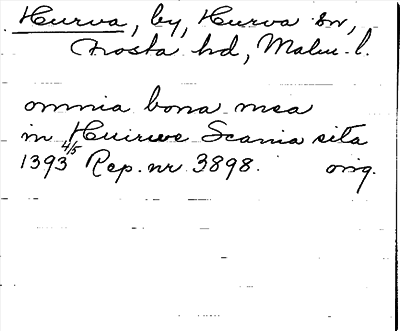 Hurva, by, Hurva sn,
Frosta hd, Malm. l.
omnia bona mea
in Huirwe Scania sita
1393 4/5 Rep. nr 3898. orig.